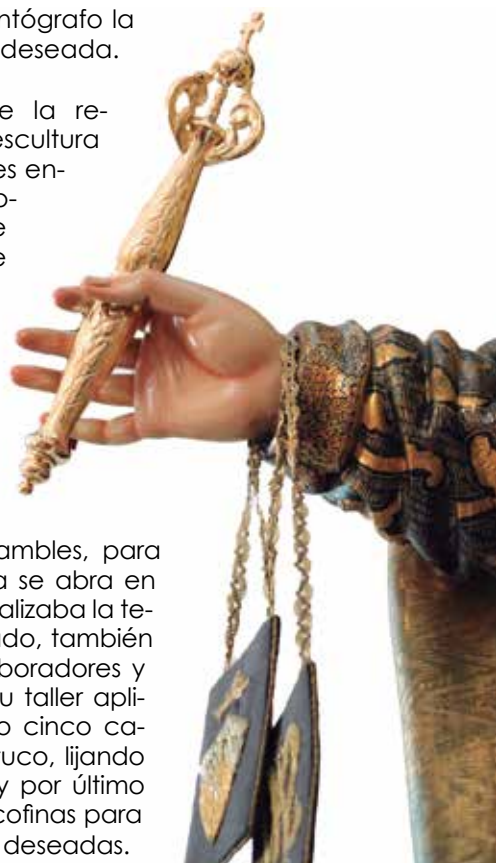 ntógrafo la
deseada.
e la re-
escultura
es en-
o-
e
e
ambles, para
a se abra en
alizaba la te-
ado, también
boradores y
u taller apli-
o cinco ca-
uco, lijando
y por último
cofinas para
deseadas.